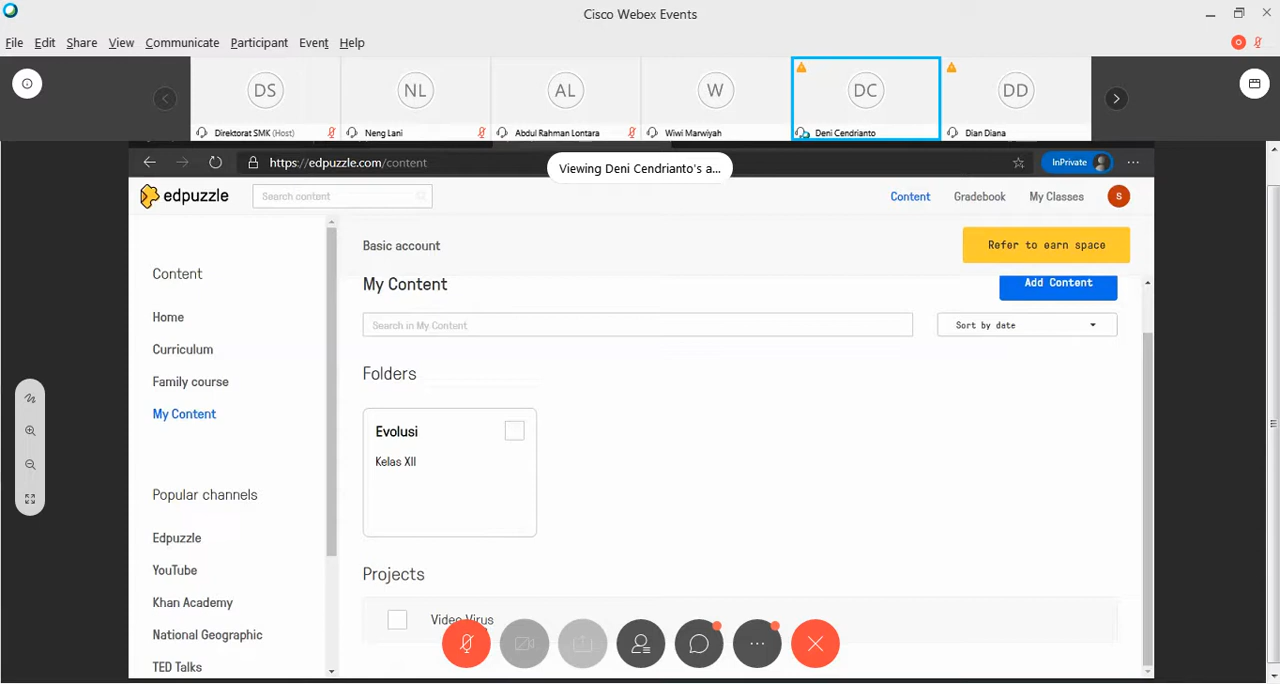 Cisco Webex Events
File Edit Share View Communicate Participant Event Help
DS NL AL W DC DD
Direktorat SMK (Host) Neng Lani Abdul Rahman Lontara Wiwi Marwiyah Deni Cendrianto Dian Diana
https://edpuzzle.com/content
Viewing Deni Cendrianto's a...
InPrivate
edpuzzle
Search content
Content Gradebook My Classes S
Basic account
Refer to earn space
Content
My Content
Add Content
Home
Search in My Content
Sort by date
Curriculum
Folders
Family course
My Content
Evolusi
Kelas XII
Popular channels
Edpuzzle
YouTube
Projects
Khan Academy
Video Virus
National Geographic
TED Talks